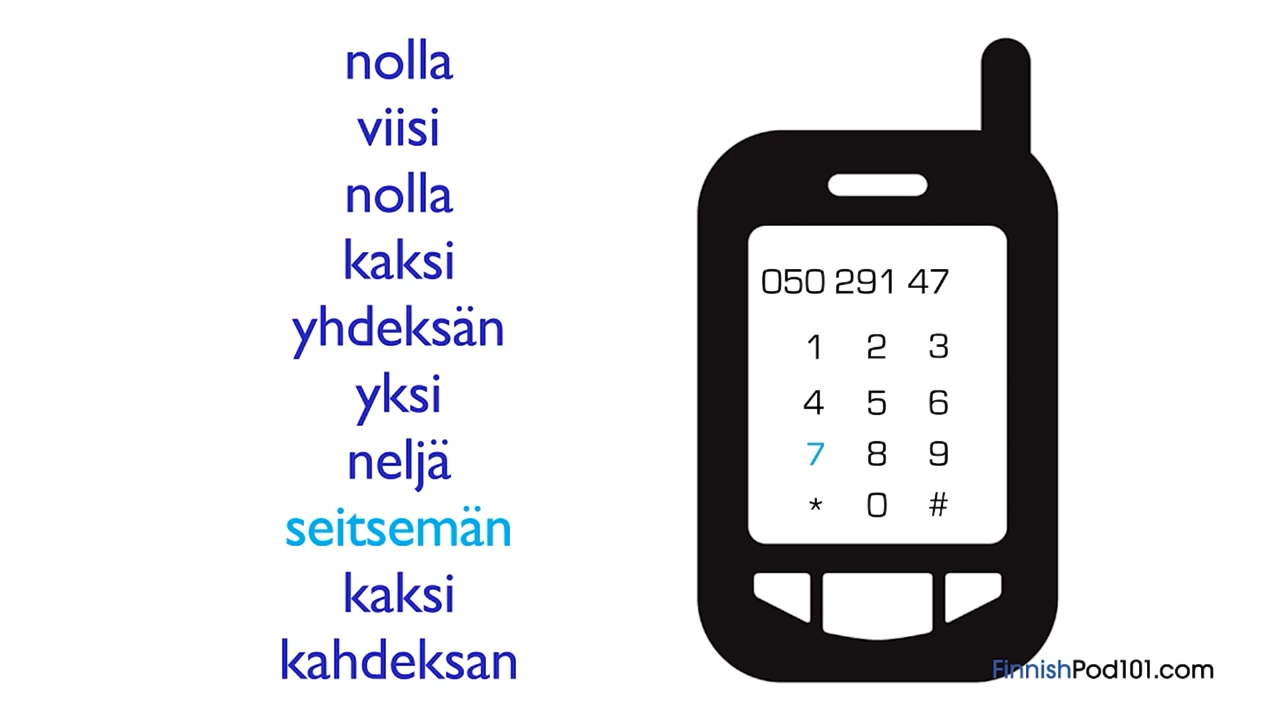 nolla
viisi
nolla
kaksi
yhdeksän
yksi
neljä
seitsemän
kaksi
kahdeksan
050 291 47
1 2 3
4 5 6
7 8 9
* 0 #
FinnishPod101.com